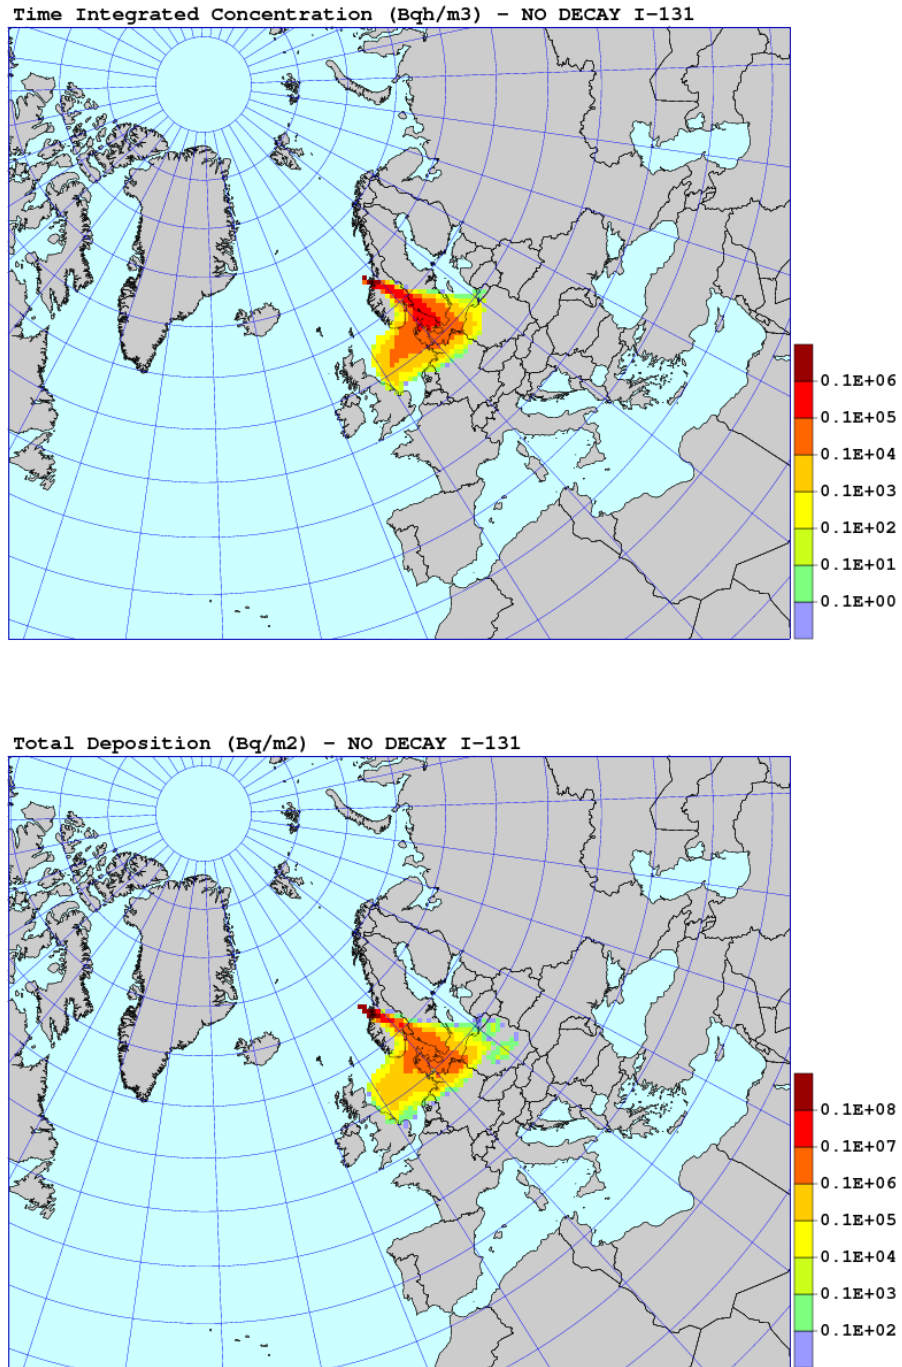 Time Integrated Concentration (Bqh/m3) – NO DECAY I–131
0.1E+06
0.1E+05
0.1E+04
0.1E+03
0.1E+02
0.1E+01
0.1E+00
Total Deposition (Bq/m2) – NO DECAY I–131
0.1E+08
0.1E+07
0.1E+06
0.1E+05
0.1E+04
0.1E+03
0.1E+02